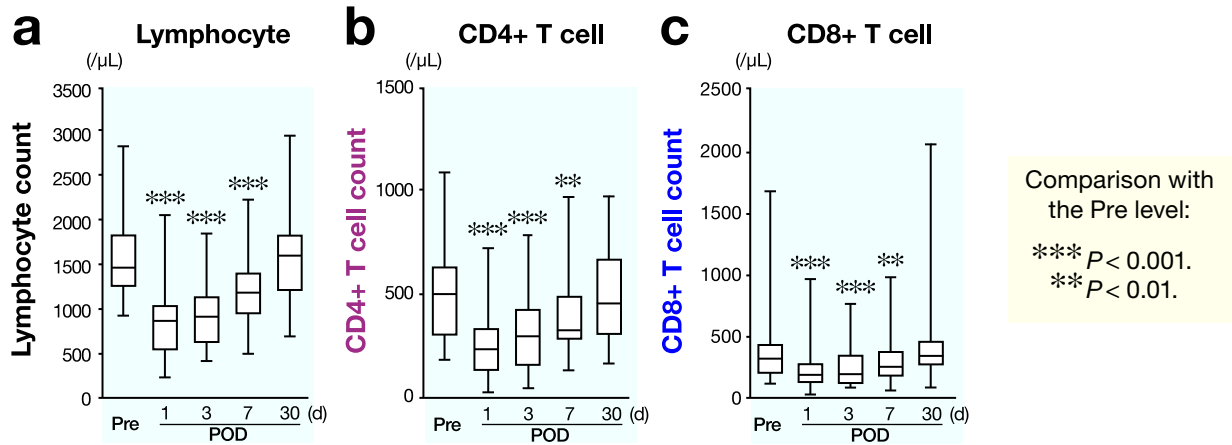 a Lymphocyte
(/µL)
Lymphocyte count
3500
3000
2500
2000
1500
1000
500
0
***
***
***
Pre 1 3 7 30 (d)
POD
b CD4+ T cell
(/µL)
CD4+ T cell count
1500
1000
500
0
***
***
**
Pre 1 3 7 30 (d)
POD
c CD8+ T cell
(/µL)
CD8+ T cell count
2500
2000
1500
1000
500
0
***
***
**
Pre 1 3 7 30 (d)
POD
Comparison with
the Pre level:
***P < 0.001.
**P < 0.01.